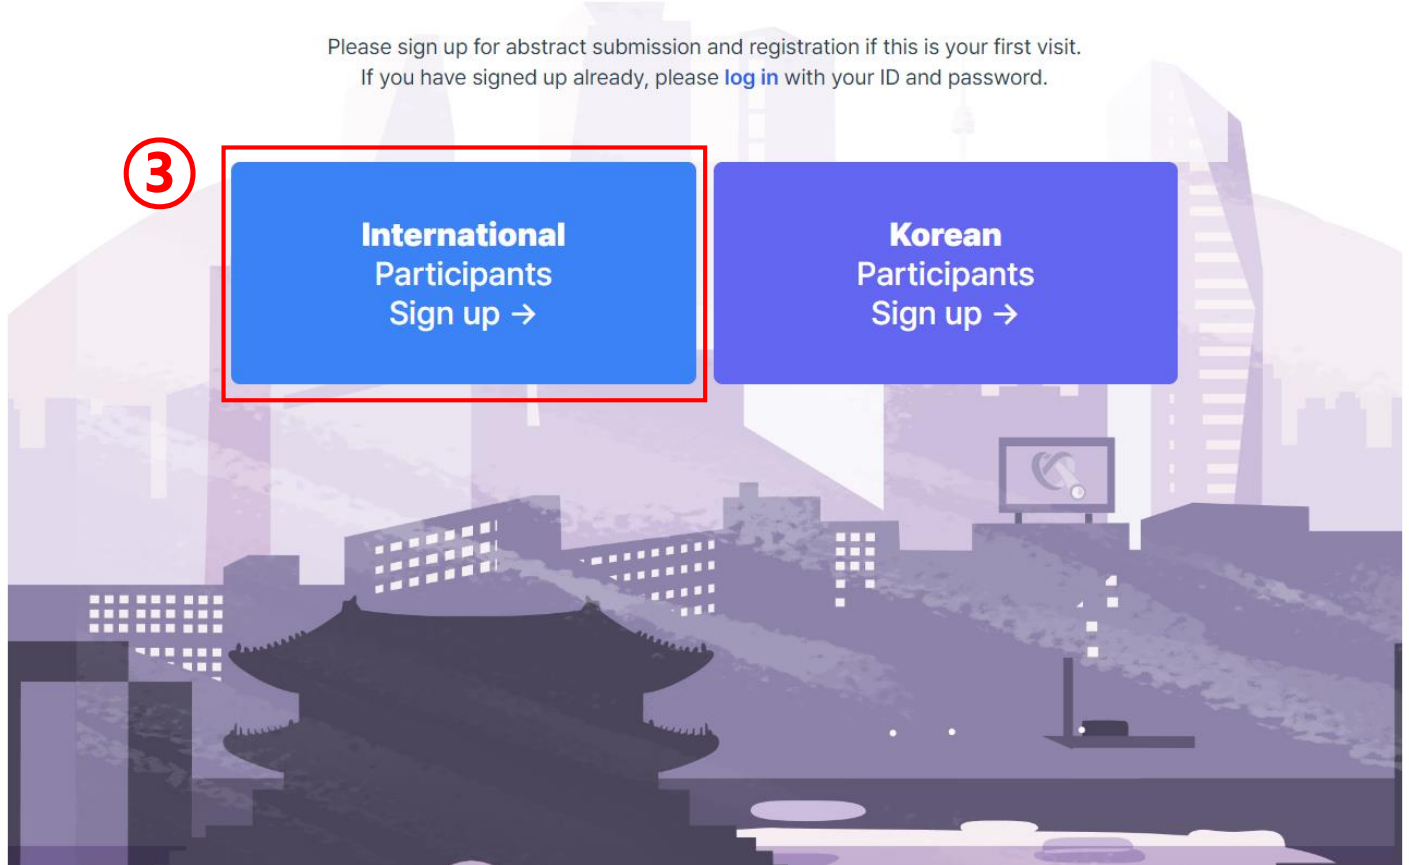 Please sign up for abstract submission and registration if this is your first visit.
If you have signed up already, please log in with your ID and password.
③
International
Participants
Sign up →
Korean
Participants
Sign up →